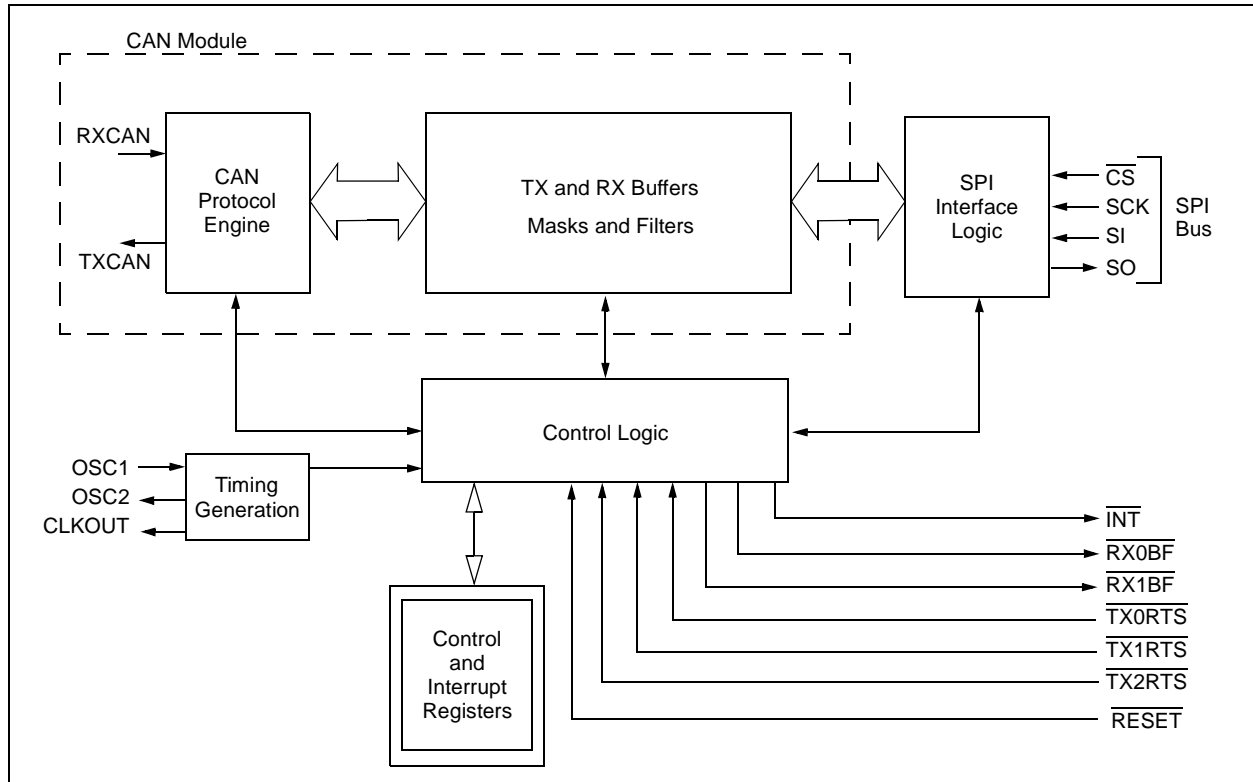 CAN Module
RXCAN
TXCAN
CAN
Protocol
Engine
TX and RX Buffers
Masks and Filters
SPI
Interface
Logic
CS
SCK
SI
SO
SPI
Bus
Control Logic
OSC1
OSC2
CLKOUT
Timing
Generation
Control
and
Interrupt
Registers
INT
RX0BF
RX1BF
TX0RTS
TX1RTS
TX2RTS
RESET